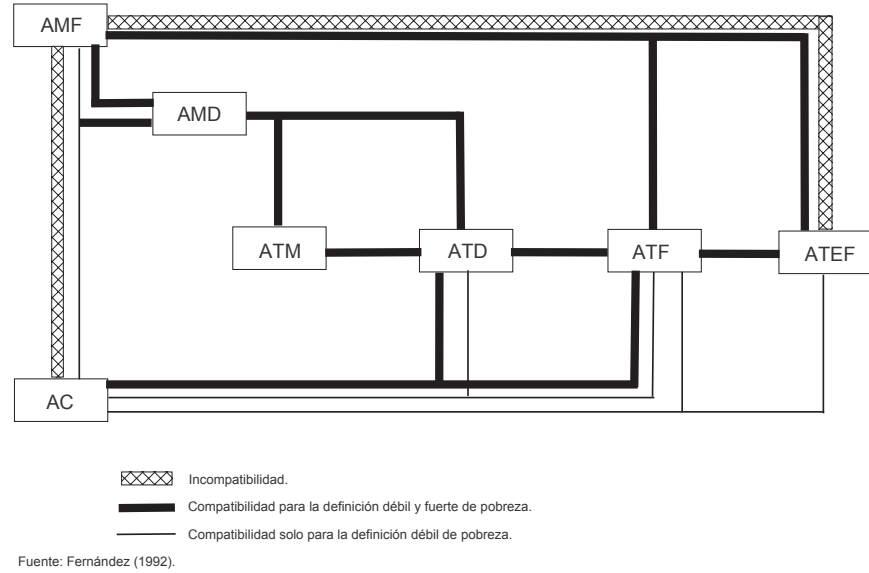 AMF
AMD
ATM
ATD
ATF
ATEF
AC
Incompatibilidad.
Compatibilidad para la definición débil y fuerte de pobreza.
Compatibilidad solo para la definición débil de pobreza.
Fuente: Fernández (1992).